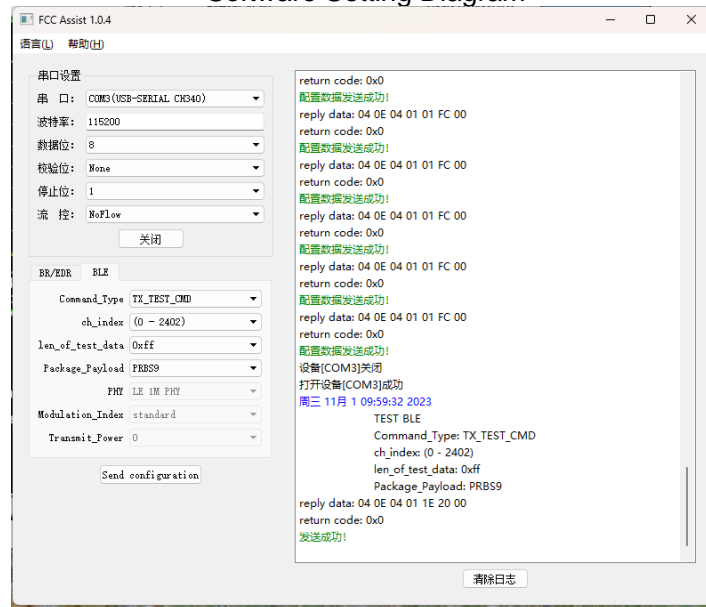 Software Setting Diagram
FCC Assist 1.0.4
语言(L) 帮助(H)
串口设置
串 口: COM3(USB-SERIAL CH340)
波特率: 115200
数据位: 8
校验位: None
停止位: 1
流 控: NoFlow
关闭
BR/EDR BLE
Command_Type TX_TEST_CMD
ch_index (0 - 2402)
len_of_test_data 0xff
Package_Payload PRBS9
PHY LE 1M PHY
Modulation_Index standard
Transmit_Power 0
Send configuration
return code: 0x0
配置数据发送成功!
reply data: 04 0E 04 01 01 FC 00
return code: 0x0
配置数据发送成功!
reply data: 04 0E 04 01 01 FC 00
return code: 0x0
配置数据发送成功!
reply data: 04 0E 04 01 01 FC 00
return code: 0x0
配置数据发送成功!
reply data: 04 0E 04 01 01 FC 00
return code: 0x0
配置数据发送成功!
reply data: 04 0E 04 01 01 FC 00
return code: 0x0
配置数据发送成功!
设备[COM3]关闭
打开设备[COM3]成功
周三 11月 1 09:59:32 2023
TEST BLE
Command_Type: TX_TEST_CMD
ch_index: (0 - 2402)
len_of_test_data: 0xff
Package_Payload: PRBS9
reply data: 04 0E 04 01 1E 20 00
return code: 0x0
发送成功!
清除日志